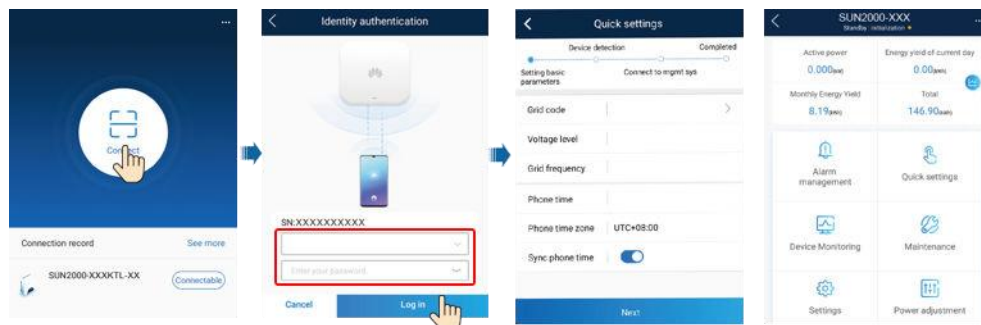 Connect
Connection record
See more
SUN2000-XXXKTL-XX
Connectable
Identity authentication
SN:XXXXXXXXXX
Enter your password
Cancel
Log in
Quick settings
Device detection
Completed
Setting basic
parameters
Connect to mgmt sys
Grid code
Voltage level
Grid frequency
Phone time
Phone time zone
UTC+08:00
Sync phone time
Next
SUN2000-XXX
Standby : initialization
Active power
Energy yield of current day
0.000(kW)
0.00(kWh)
Monthly Energy Yield
Total
8.19(kWh)
146.90(kWh)
Alarm
management
Quick settings
Device Monitoring
Maintenance
Settings
Power adjustment